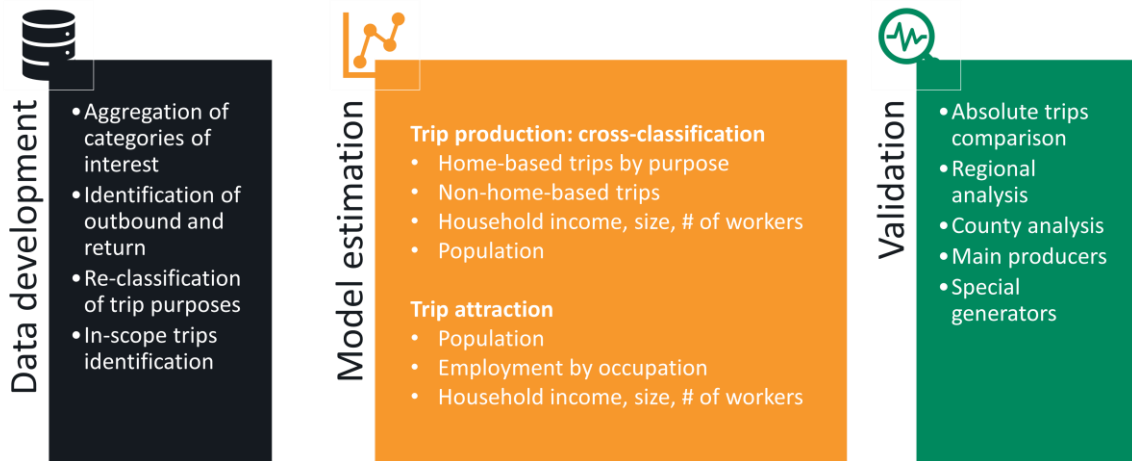 Data development
•Aggregation of
categories of
interest
•Identification of
outbound and
return
•Re-classification
of trip purposes
•In-scope trips
identification
Model estimation
Trip production: cross-classification
• Home-based trips by purpose
• Non-home-based trips
• Household income, size, # of workers
• Population
Trip attraction
• Population
• Employment by occupation
• Household income, size, # of workers
Validation
•Absolute trips
comparison
•Regional
analysis
•County analysis
•Main producers
•Special
generators